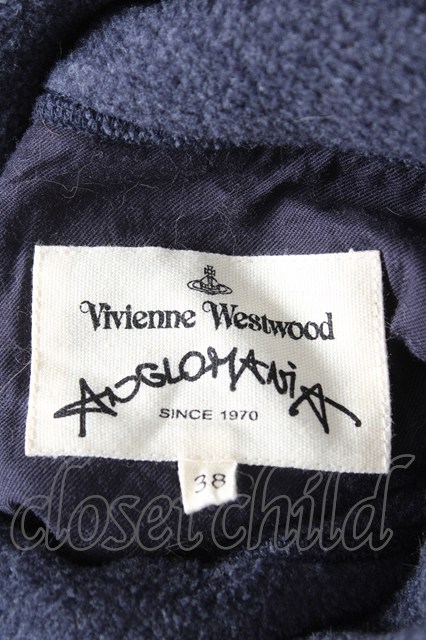 Vivienne Westwood
ANGLOMANIA
SINCE 1970
38
closet child